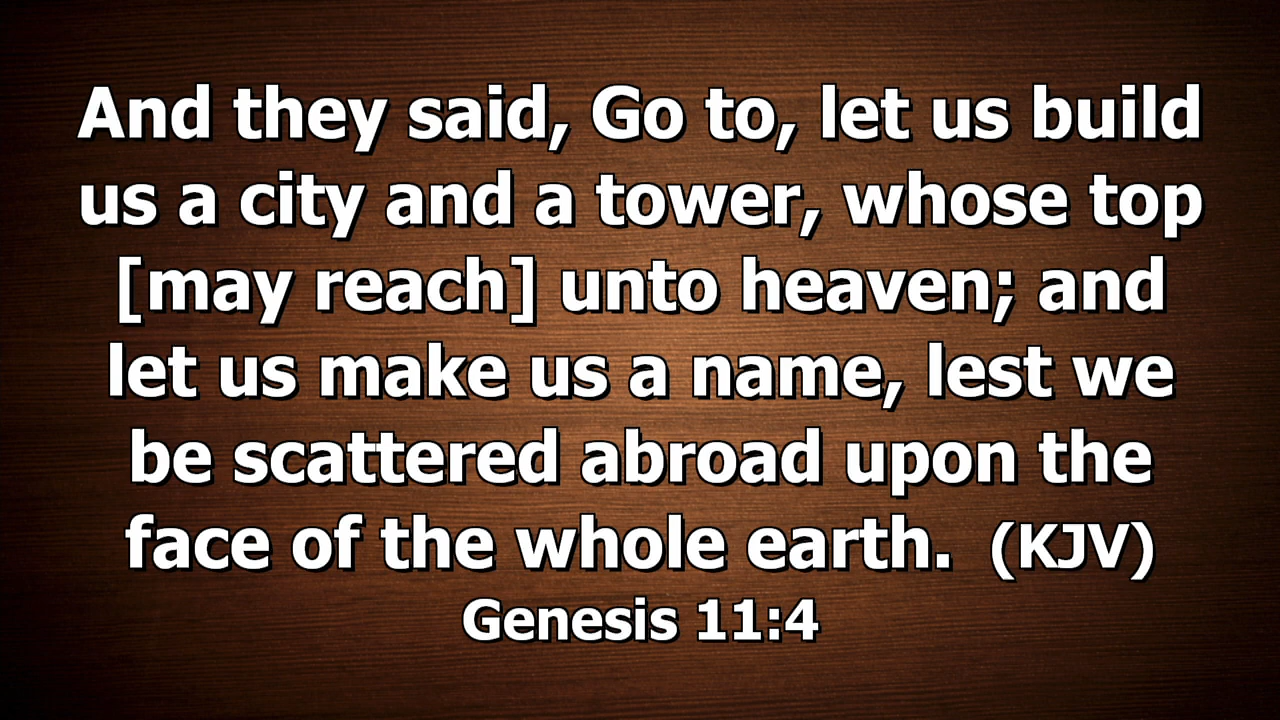 And they said, Go to, let us build
us a city and a tower, whose top
[may reach] unto heaven; and
let us make us a name, lest we
be scattered abroad upon the
face of the whole earth. (KJV)
Genesis 11:4